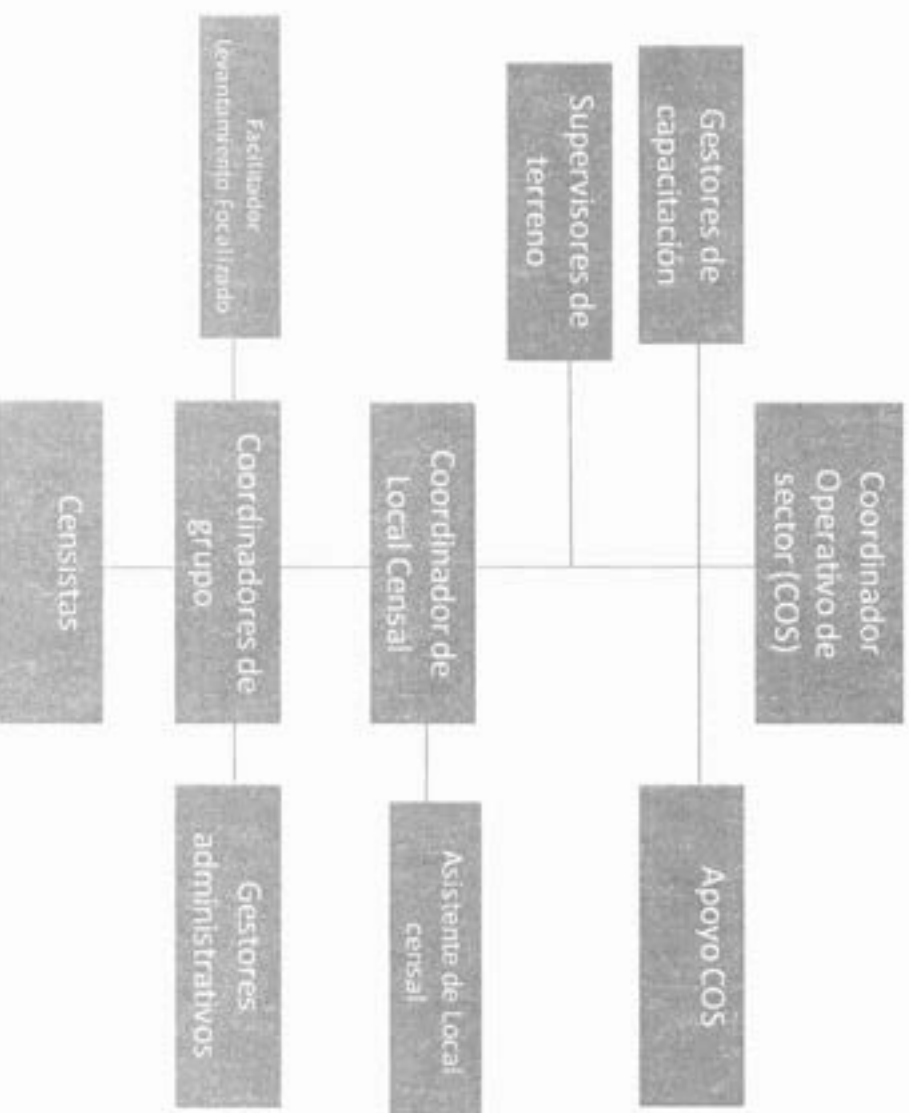 Coordinador
Operativo de
sector (COS)
Gestores de
capacitación
Apoyo COS
Supervisores de
terreno
Coordinador de
Local Censal
Asistente de Local
censal
Facilitador
Levantamiento Focalizado
Coordinadores de
grupo
Gestores
administrativos
Censistas